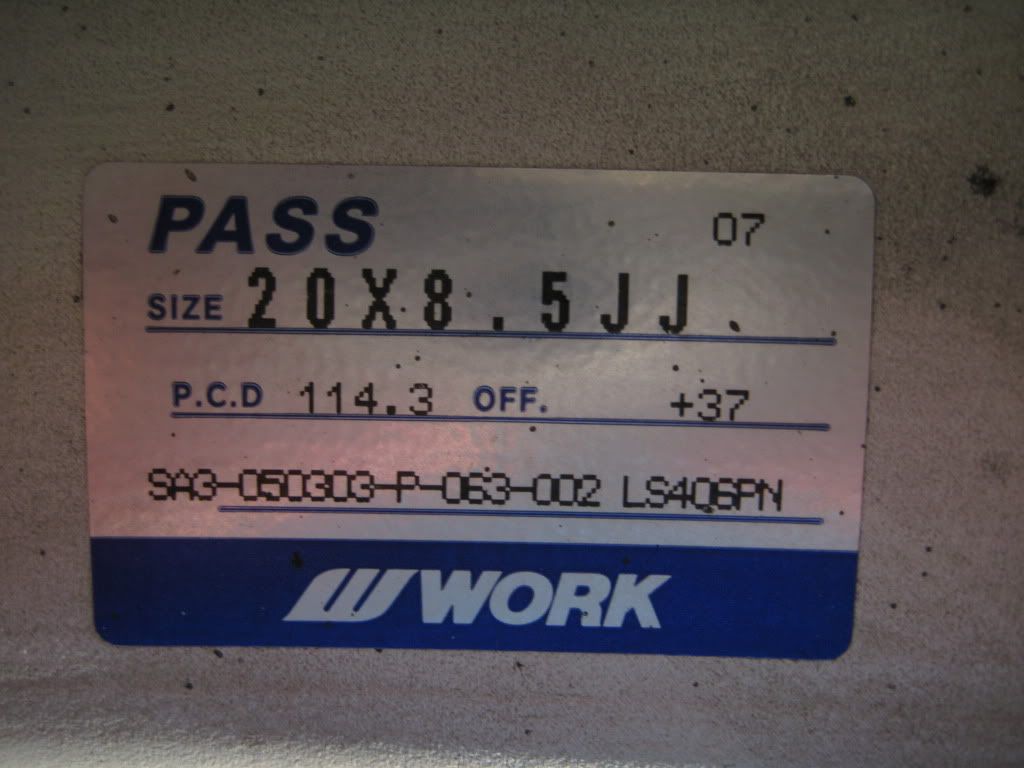 PASS 07
SIZE 20X8.5JJ
P.C.D 114.3 OFF. +37
SA3-050303-P-063-002 LS406PN
W WORK